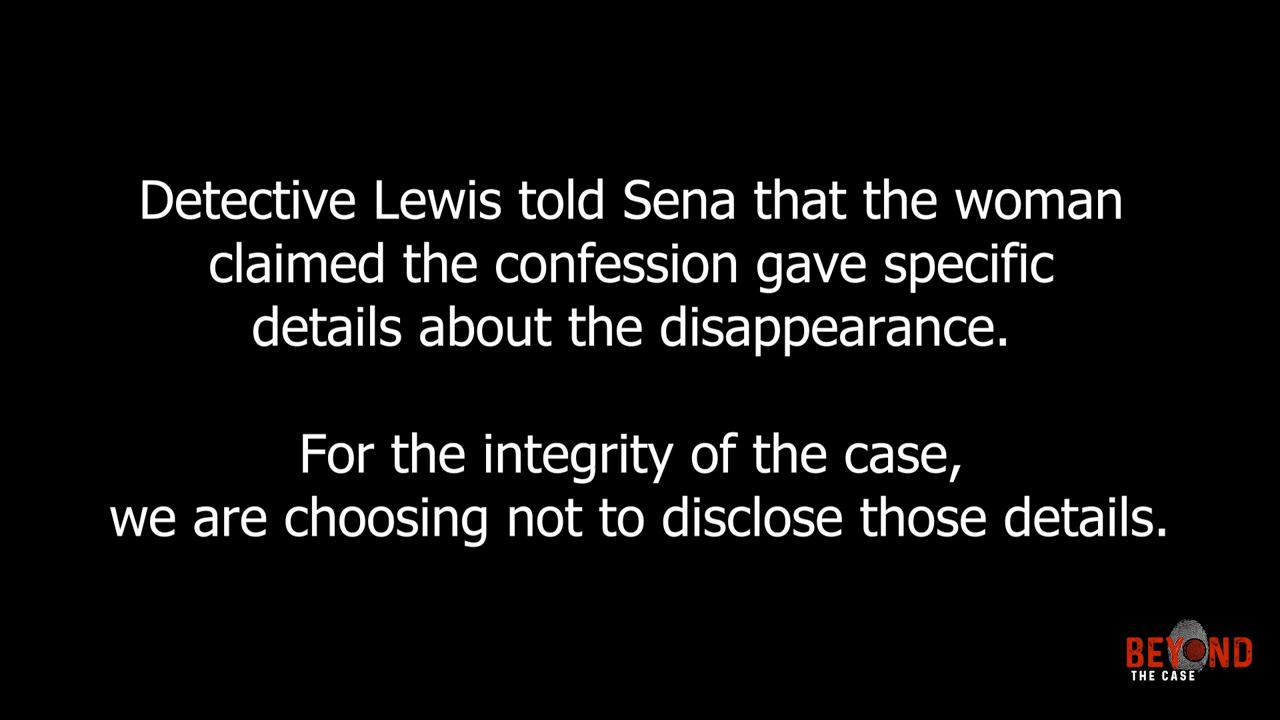 Detective Lewis told Sena that the woman
claimed the confession gave specific
details about the disappearance.
For the integrity of the case,
we are choosing not to disclose those details.
BEYOND
THE CASE